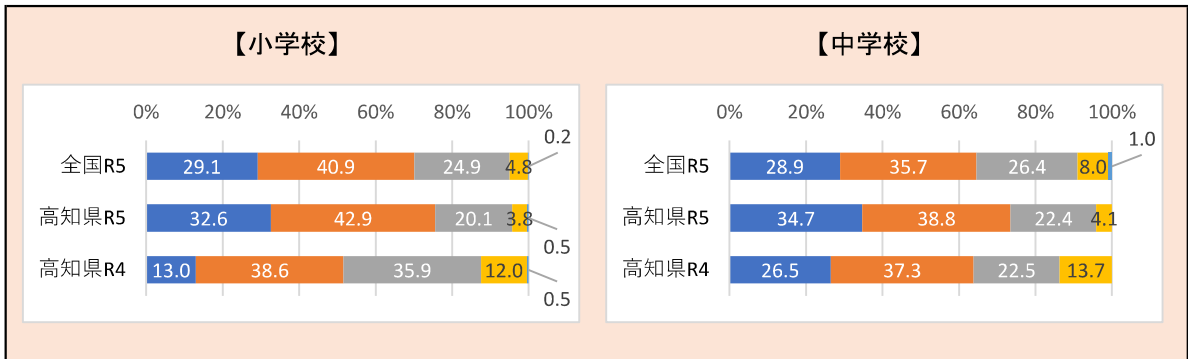 【小学校】
0% 20% 40% 60% 80% 100%
0.2
全国R5 29.1 40.9 24.9 4.8
高知県R5 32.6 42.9 20.1 3.8
0.5
高知県R4 13.0 38.6 35.9 12.0
0.5
【中学校】
0% 20% 40% 60% 80% 100%
1.0
全国R5 28.9 35.7 26.4 8.0
高知県R5 34.7 38.8 22.4 4.1
高知県R4 26.5 37.3 22.5 13.7